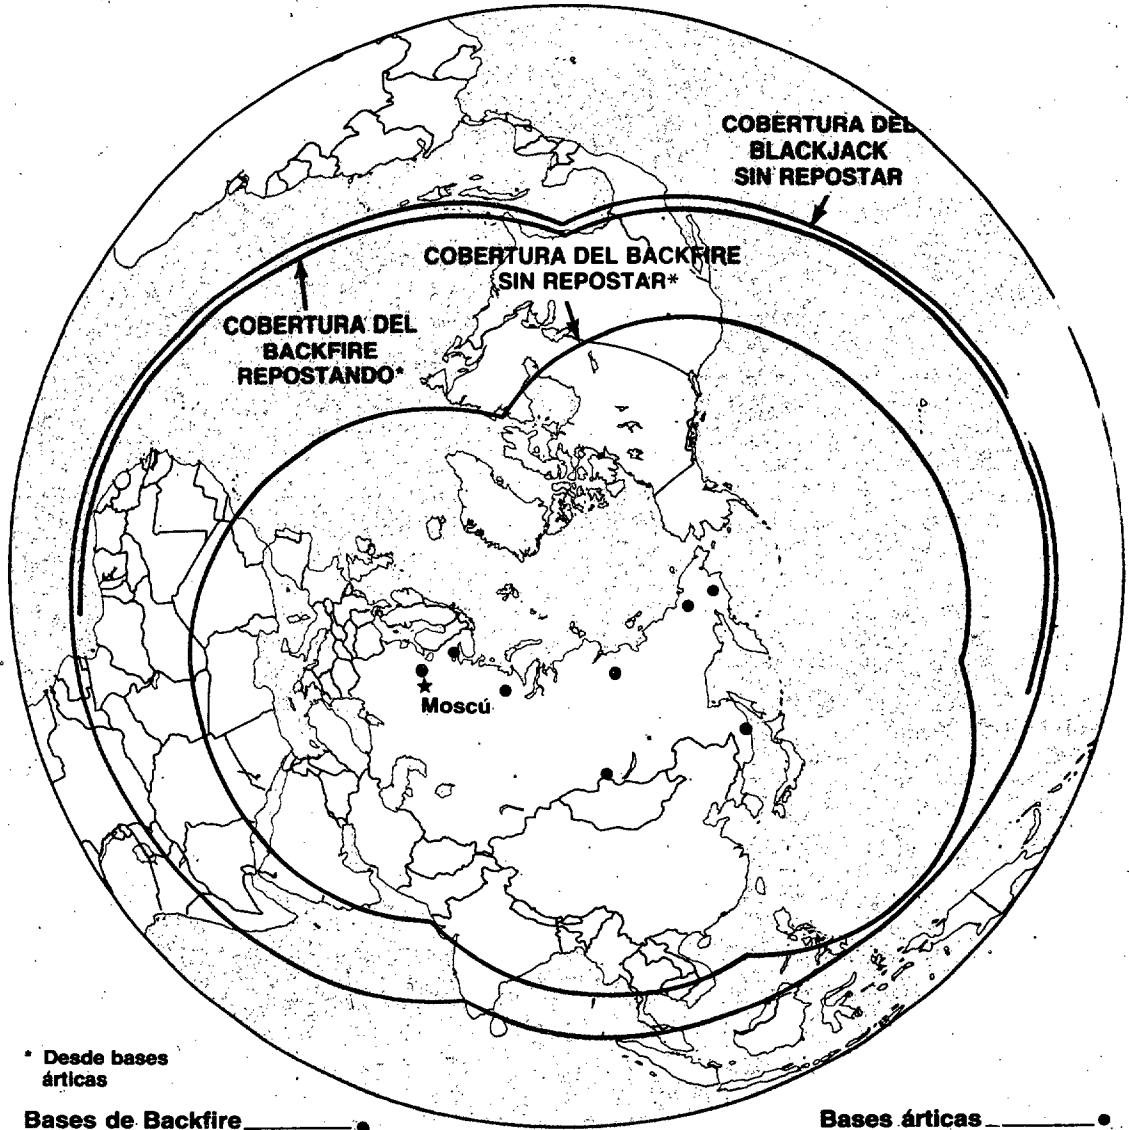 COBERTURA DEL
BLACKJACK
SIN REPOSTAR
COBERTURA DEL BACKFIRE
SIN REPOSTAR*
COBERTURA DEL
BACKFIRE
REPOSTANDO*
Moscú
* Desde bases
árticas
Bases de Backfire
Bases árticas